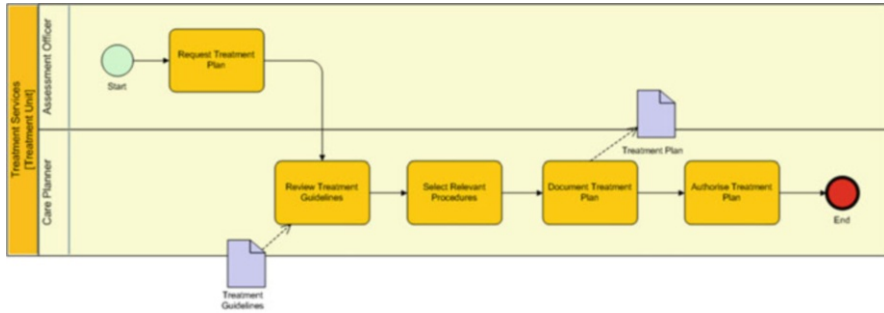 Treatment Services
[Treatment Unit]
Assessment Officer
Start
Request Treatment
Plan
Treatment Plan
Care Planner
Review Treatment
Guidelines
Select Relevant
Procedures
Document Treatment
Plan
Authorise Treatment
Plan
End
Treatment
Guidelines